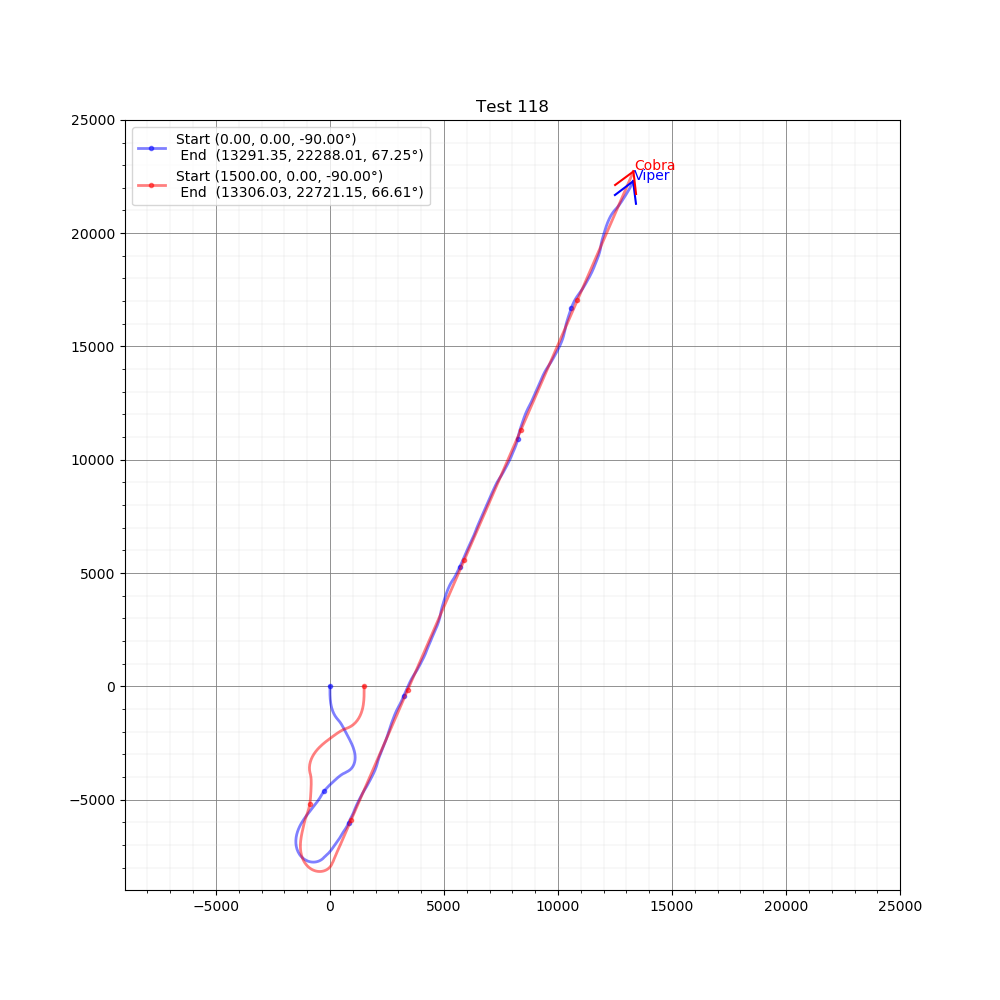 Test 118
Start (0.00, 0.00, -90.00°)
End (13291.35, 22288.01, 67.25°)
Start (1500.00, 0.00, -90.00°)
End (13306.03, 22721.15, 66.61°)
Cobra
Viper
25000
20000
15000
10000
5000
0
−5000
−5000
0
5000
10000
15000
20000
25000